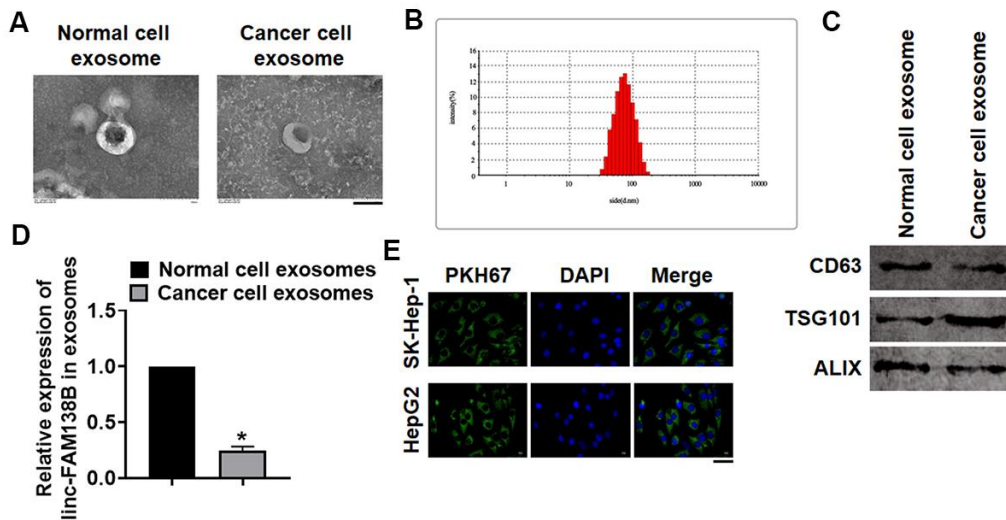 A
Normal cell
exosome
Cancer cell
exosome
B
intensity(%)
16
14
12
10
8
6
4
2
0
1
10
100
1000
10000
side(d.nm)
C
Normal cell exosome
Cancer cell exosome
CD63
TSG101
ALIX
D
Normal cell exosomes
Cancer cell exosomes
Relative expression of
linc-FAM138B in exosomes
1.5
1.0
0.5
0.0
*
E
PKH67
DAPI
Merge
SK-Hep-1
HepG2